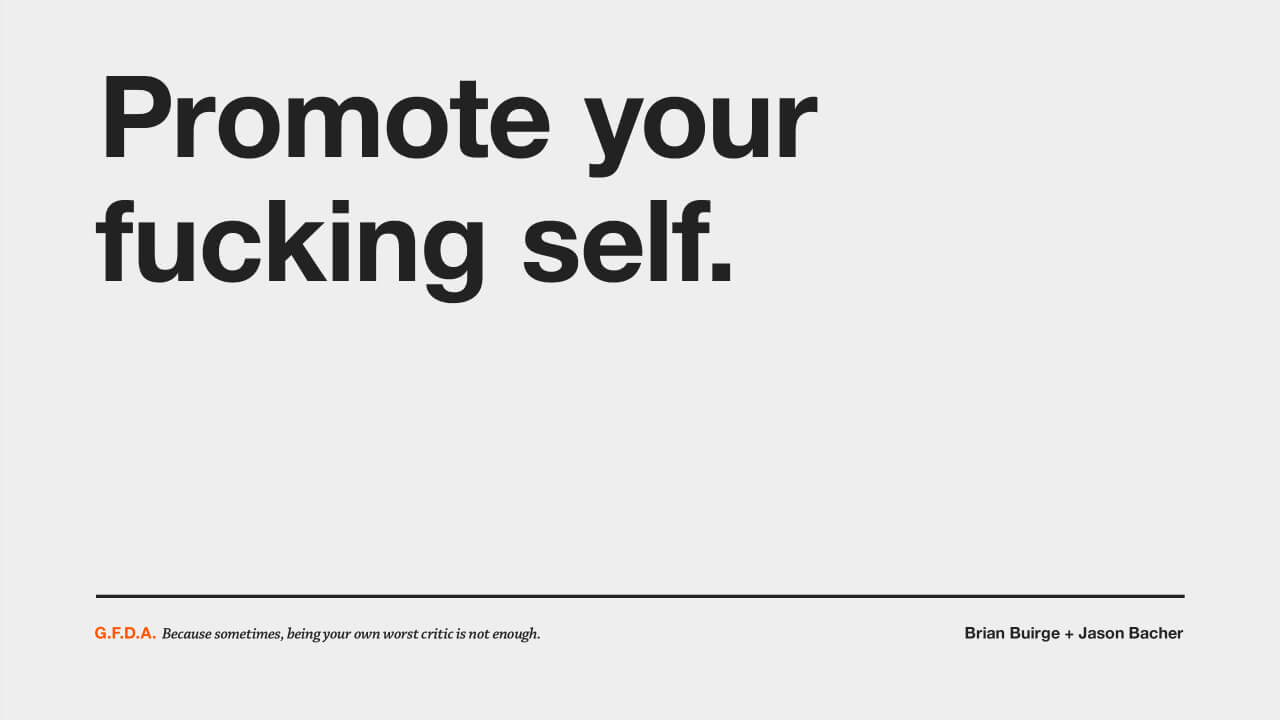 Promote your
fucking self.
G.F.D.A. Because sometimes, being your own worst critic is not enough.
Brian Buirge + Jason Bacher